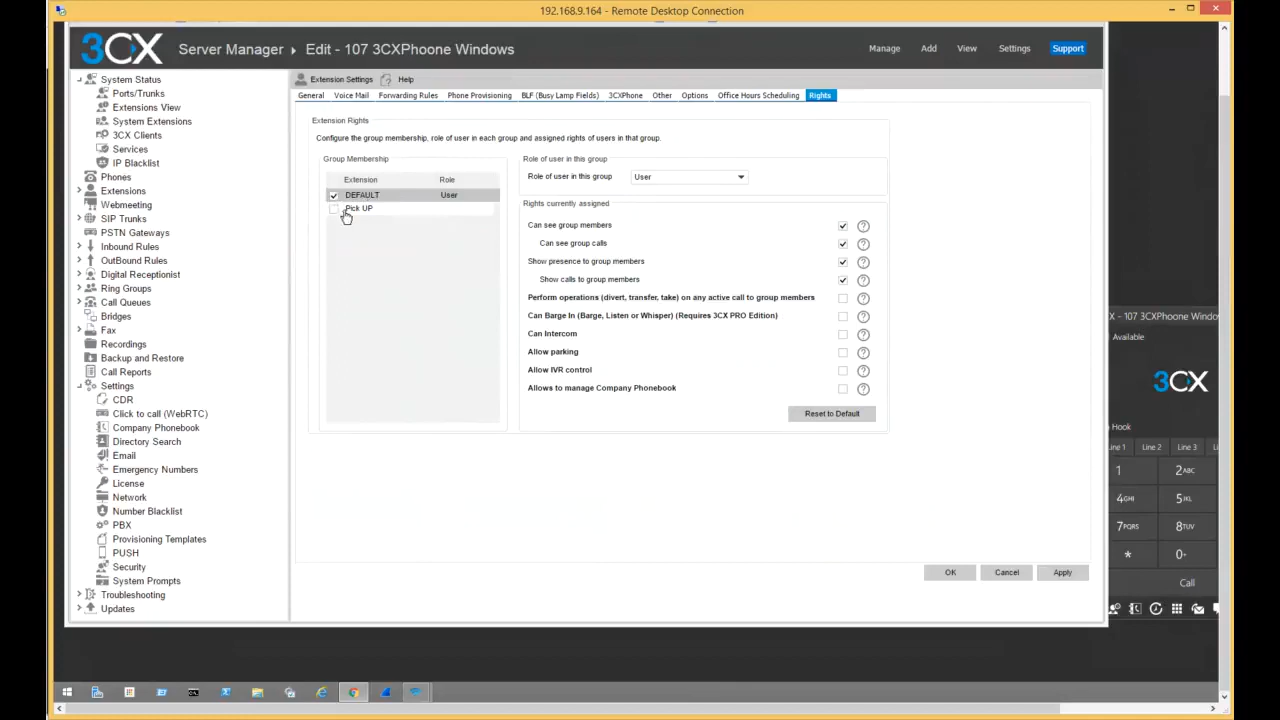 192.168.9.164 - Remote Desktop Connection
3CX Server Manager Edit - 107 3CXPhoone Windows
Manage Add View Settings Support
System Status
Ports/Trunks
Extensions View
System Extensions
3CX Clients
Services
IP Blacklist
Phones
Extensions
Webmeeting
SIP Trunks
PSTN Gateways
Inbound Rules
OutBound Rules
Digital Receptionist
Ring Groups
Call Queues
Bridges
Fax
Recordings
Backup and Restore
Call Reports
Settings
CDR
Click to call (WebRTC)
Company Phonebook
Directory Search
Email
Emergency Numbers
License
Network
Number Blacklist
PBX
Provisioning Templates
PUSH
Security
System Prompts
Troubleshooting
Updates
Extension Settings Help
General Voice Mail Forwarding Rules Phone Provisioning BLF (Busy Lamp Fields) 3CXPhone Other Options Office Hours Scheduling Rights
Extension Rights
Configure the group membership, role of user in each group and assigned rights of users in that group.
Group Membership
Extension Role
DEFAULT User
Pick UP
Role of user in this group
Role of user in this group User
Rights currently assigned
Can see group members ?
Can see group calls ?
Show presence to group members ?
Show calls to group members ?
Perform operations (divert, transfer, take) on any active call to group members ?
Can Barge In (Barge, Listen or Whisper) (Requires 3CX PRO Edition) ?
Can Intercom ?
Allow parking ?
Allow IVR control ?
Allows to manage Company Phonebook ?
Reset to Default
OK Cancel Apply
X - 107 3CXPhoone Window
Available
3CX
Hook
Line 2 Line 3
1 2ABC
4GHI 5JKL
7PQRS 8TUV
* 0+
Call